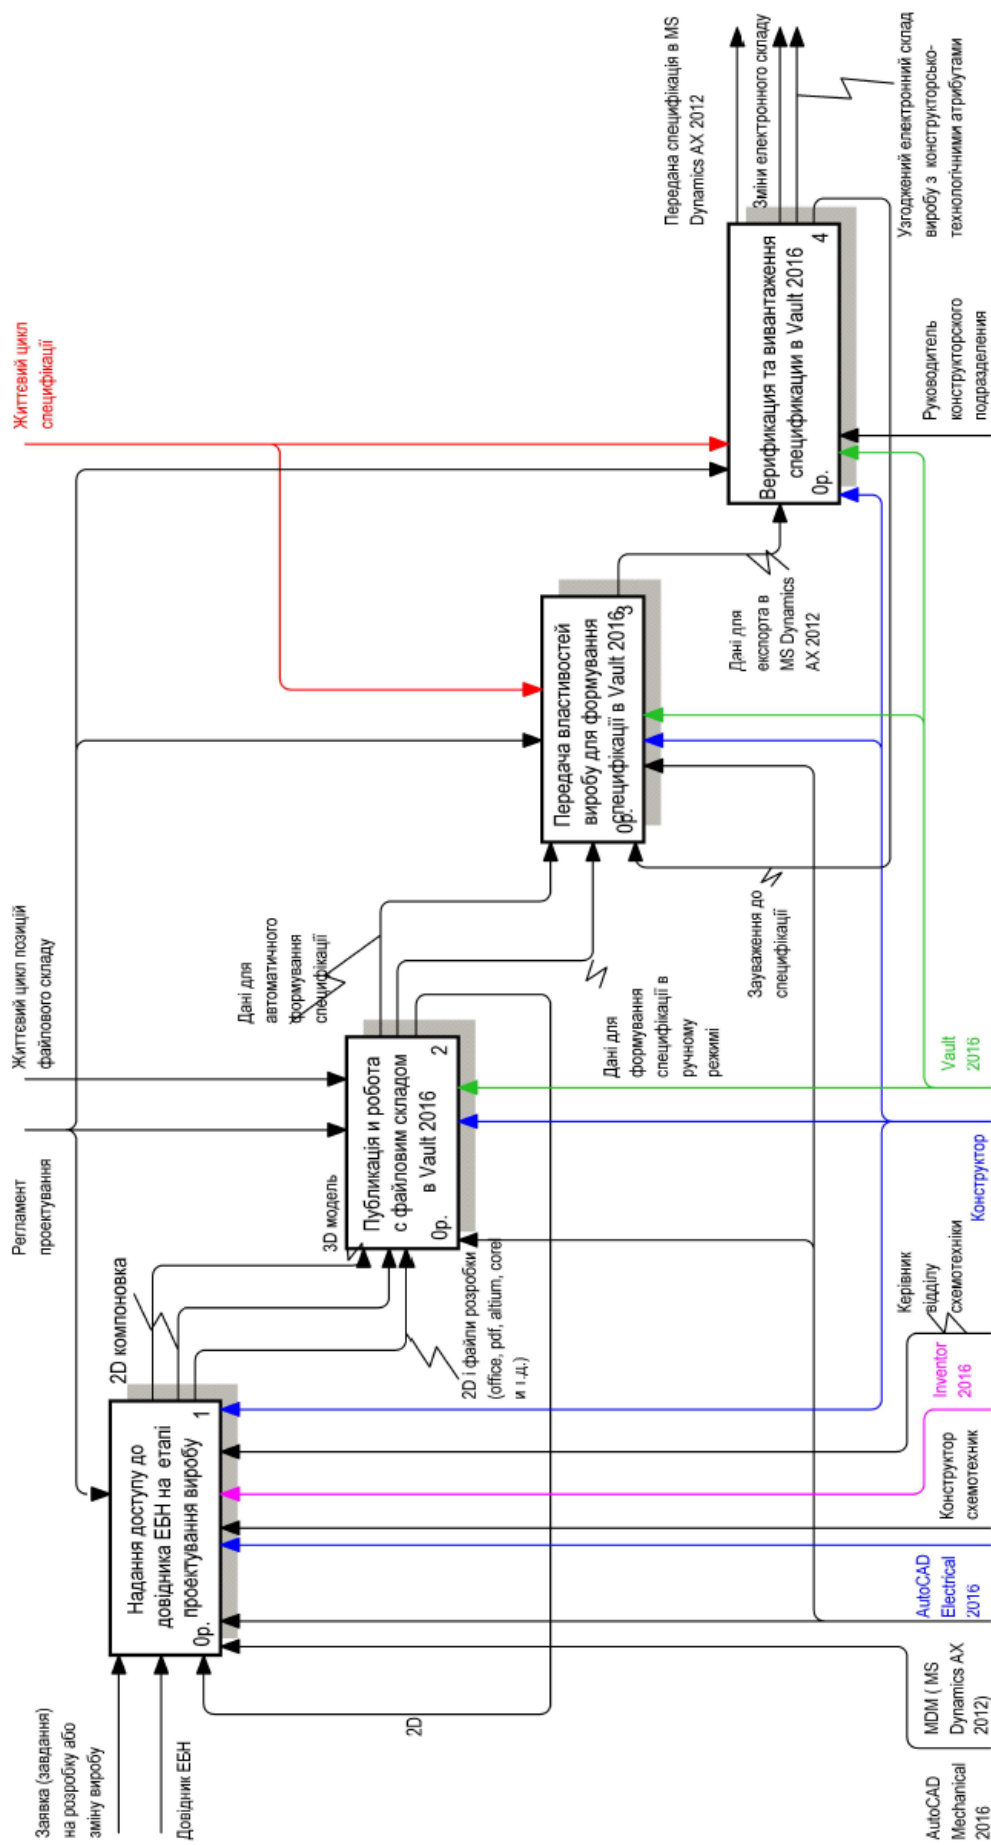 Заявка (завдання)
на розробку або
зміну виробу
Довідник ЕБН
Регламент
проектування
Життєвий цикл позицій
файлового складу
Життєвий цикл
специфікації
Надання доступу до
довідника ЕБН на етапі
проектування виробу
0р.
1
2D компоновка
3D модель
2D і файли розробки
(office, pdf, altium, corel
и т.д.)
2D
Публикація и робота
с файловим складом
в Vault 2016
0р.
2
Дані для
автоматичного
формування
специфікації
Дані для
формування
специфікації в
ручному
режимі
Передача властивостей
виробу для формування
специфікації в Vault 2016
0р.
3
Зауваження до
специфікації
Дані для
експорта в
MS Dynamics
AX 2012
Верификация та вивантаження
спецификации в Vault 2016
0р.
4
Передана специфікація в MS
Dynamics AX 2012
Зміни електронного складу
Узгоджений електронний склад
виробу з конструкторсько-
технологічними атрибутами
AutoCAD
Mechanical
2016
MDM ( MS
Dynamics AX
2012)
AutoCAD
Electrical
2016
Конструктор
схемотехник
Inventor
2016
Керівник
відділу
схемотехніки
Конструктор
Vault
2016
Руководитель
конструкторского
подразделения